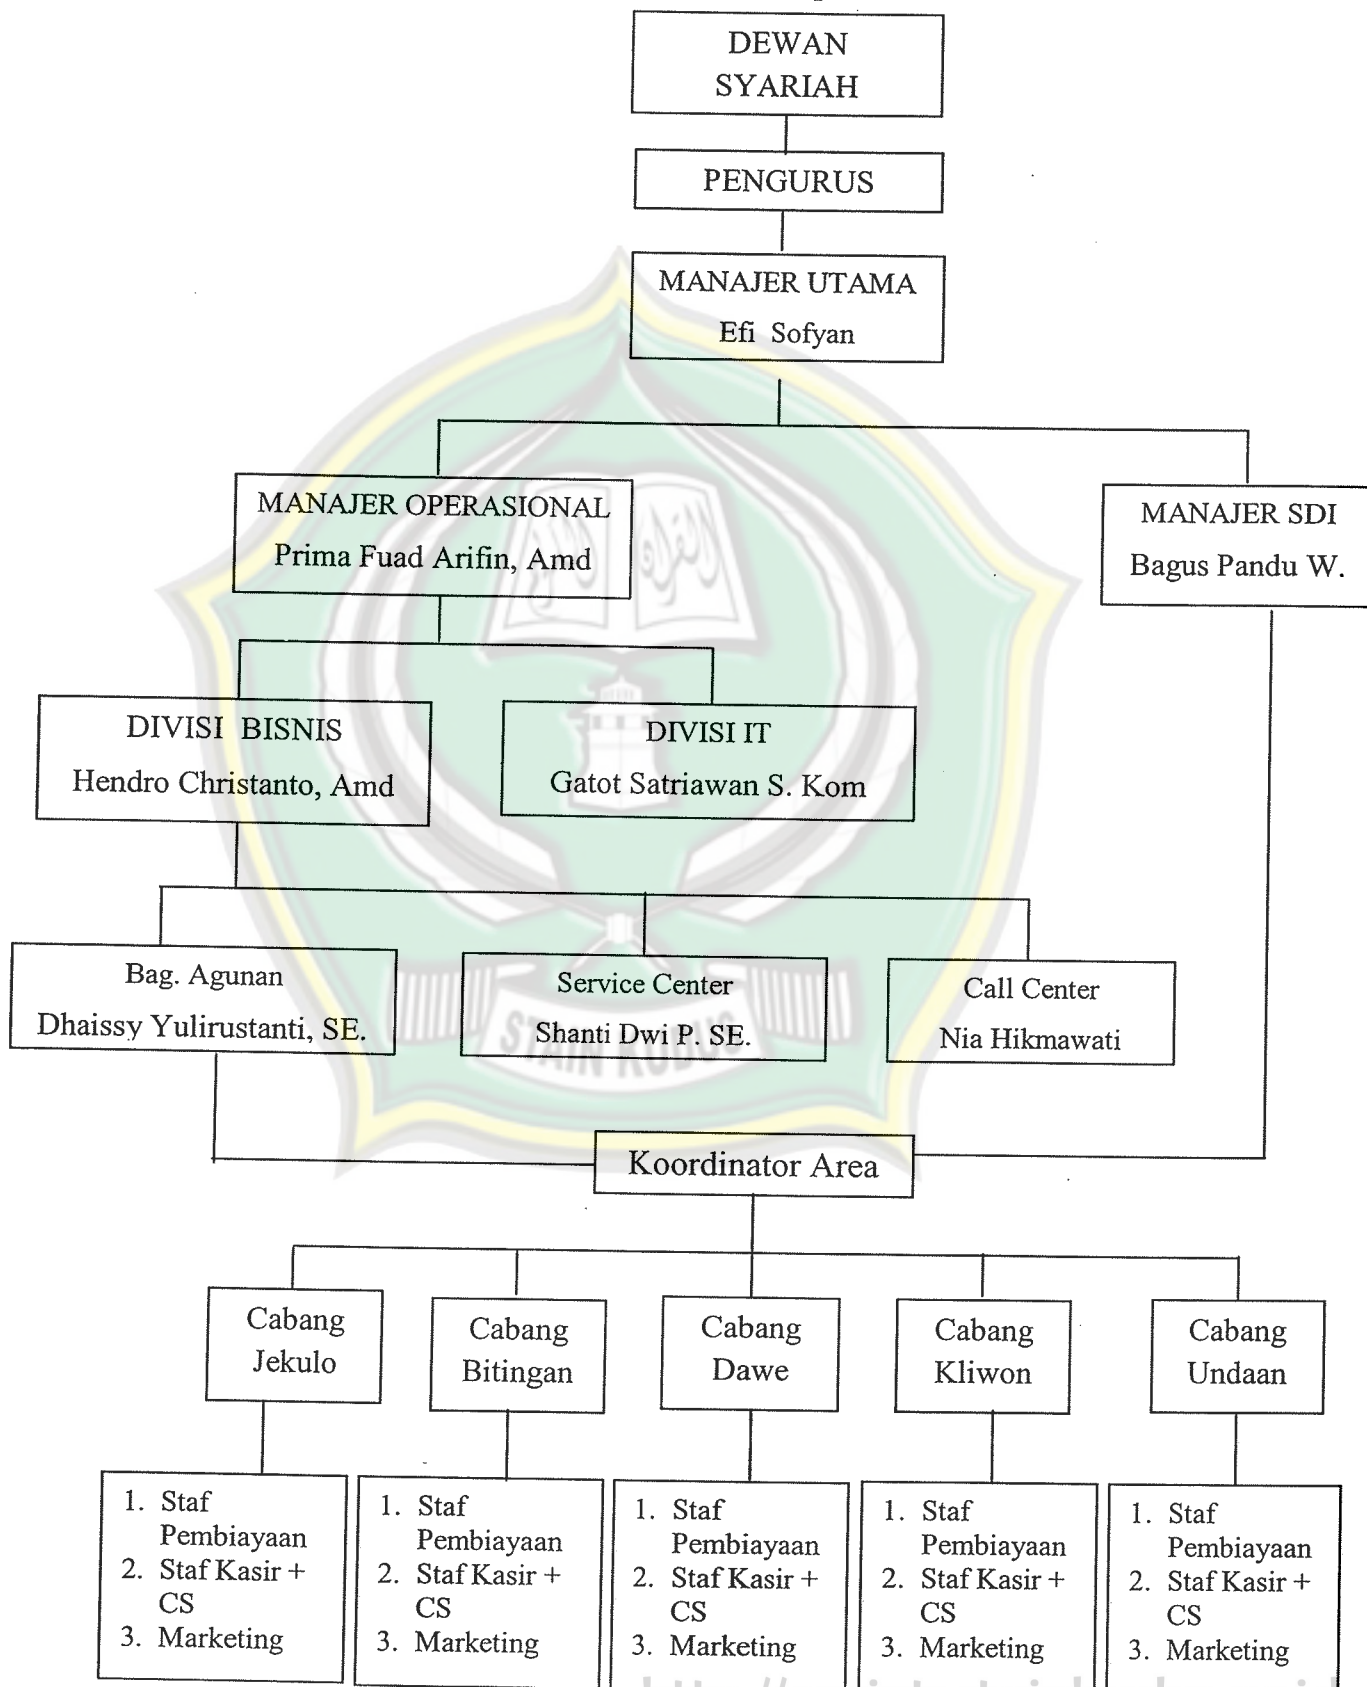 DEWAN
SYARIAH
PENGURUS
MANAJER UTAMA
Efi Sofyan
MANAJER OPERASIONAL
Prima Fuad Arifin, Amd
MANAJER SDI
Bagus Pandu W.
DIVISI BISNIS
Hendro Christanto, Amd
DIVISI IT
Gatot Satriawan S. Kom
Bag. Agunan
Dhaissy Yulirustanti, SE.
Service Center
Shanti Dwi P. SE.
Call Center
Nia Hikmawati
STAIN KUDUS
Koordinator Area
Cabang
Jekulo
Cabang
Bitingan
Cabang
Dawe
Cabang
Kliwon
Cabang
Undaan
1. Staf
Pembiayaan
2. Staf Kasir +
CS
3. Marketing
1. Staf
Pembiayaan
2. Staf Kasir +
CS
3. Marketing
1. Staf
Pembiayaan
2. Staf Kasir +
CS
3. Marketing
1. Staf
Pembiayaan
2. Staf Kasir +
CS
3. Marketing
1. Staf
Pembiayaan
2. Staf Kasir +
CS
3. Marketing